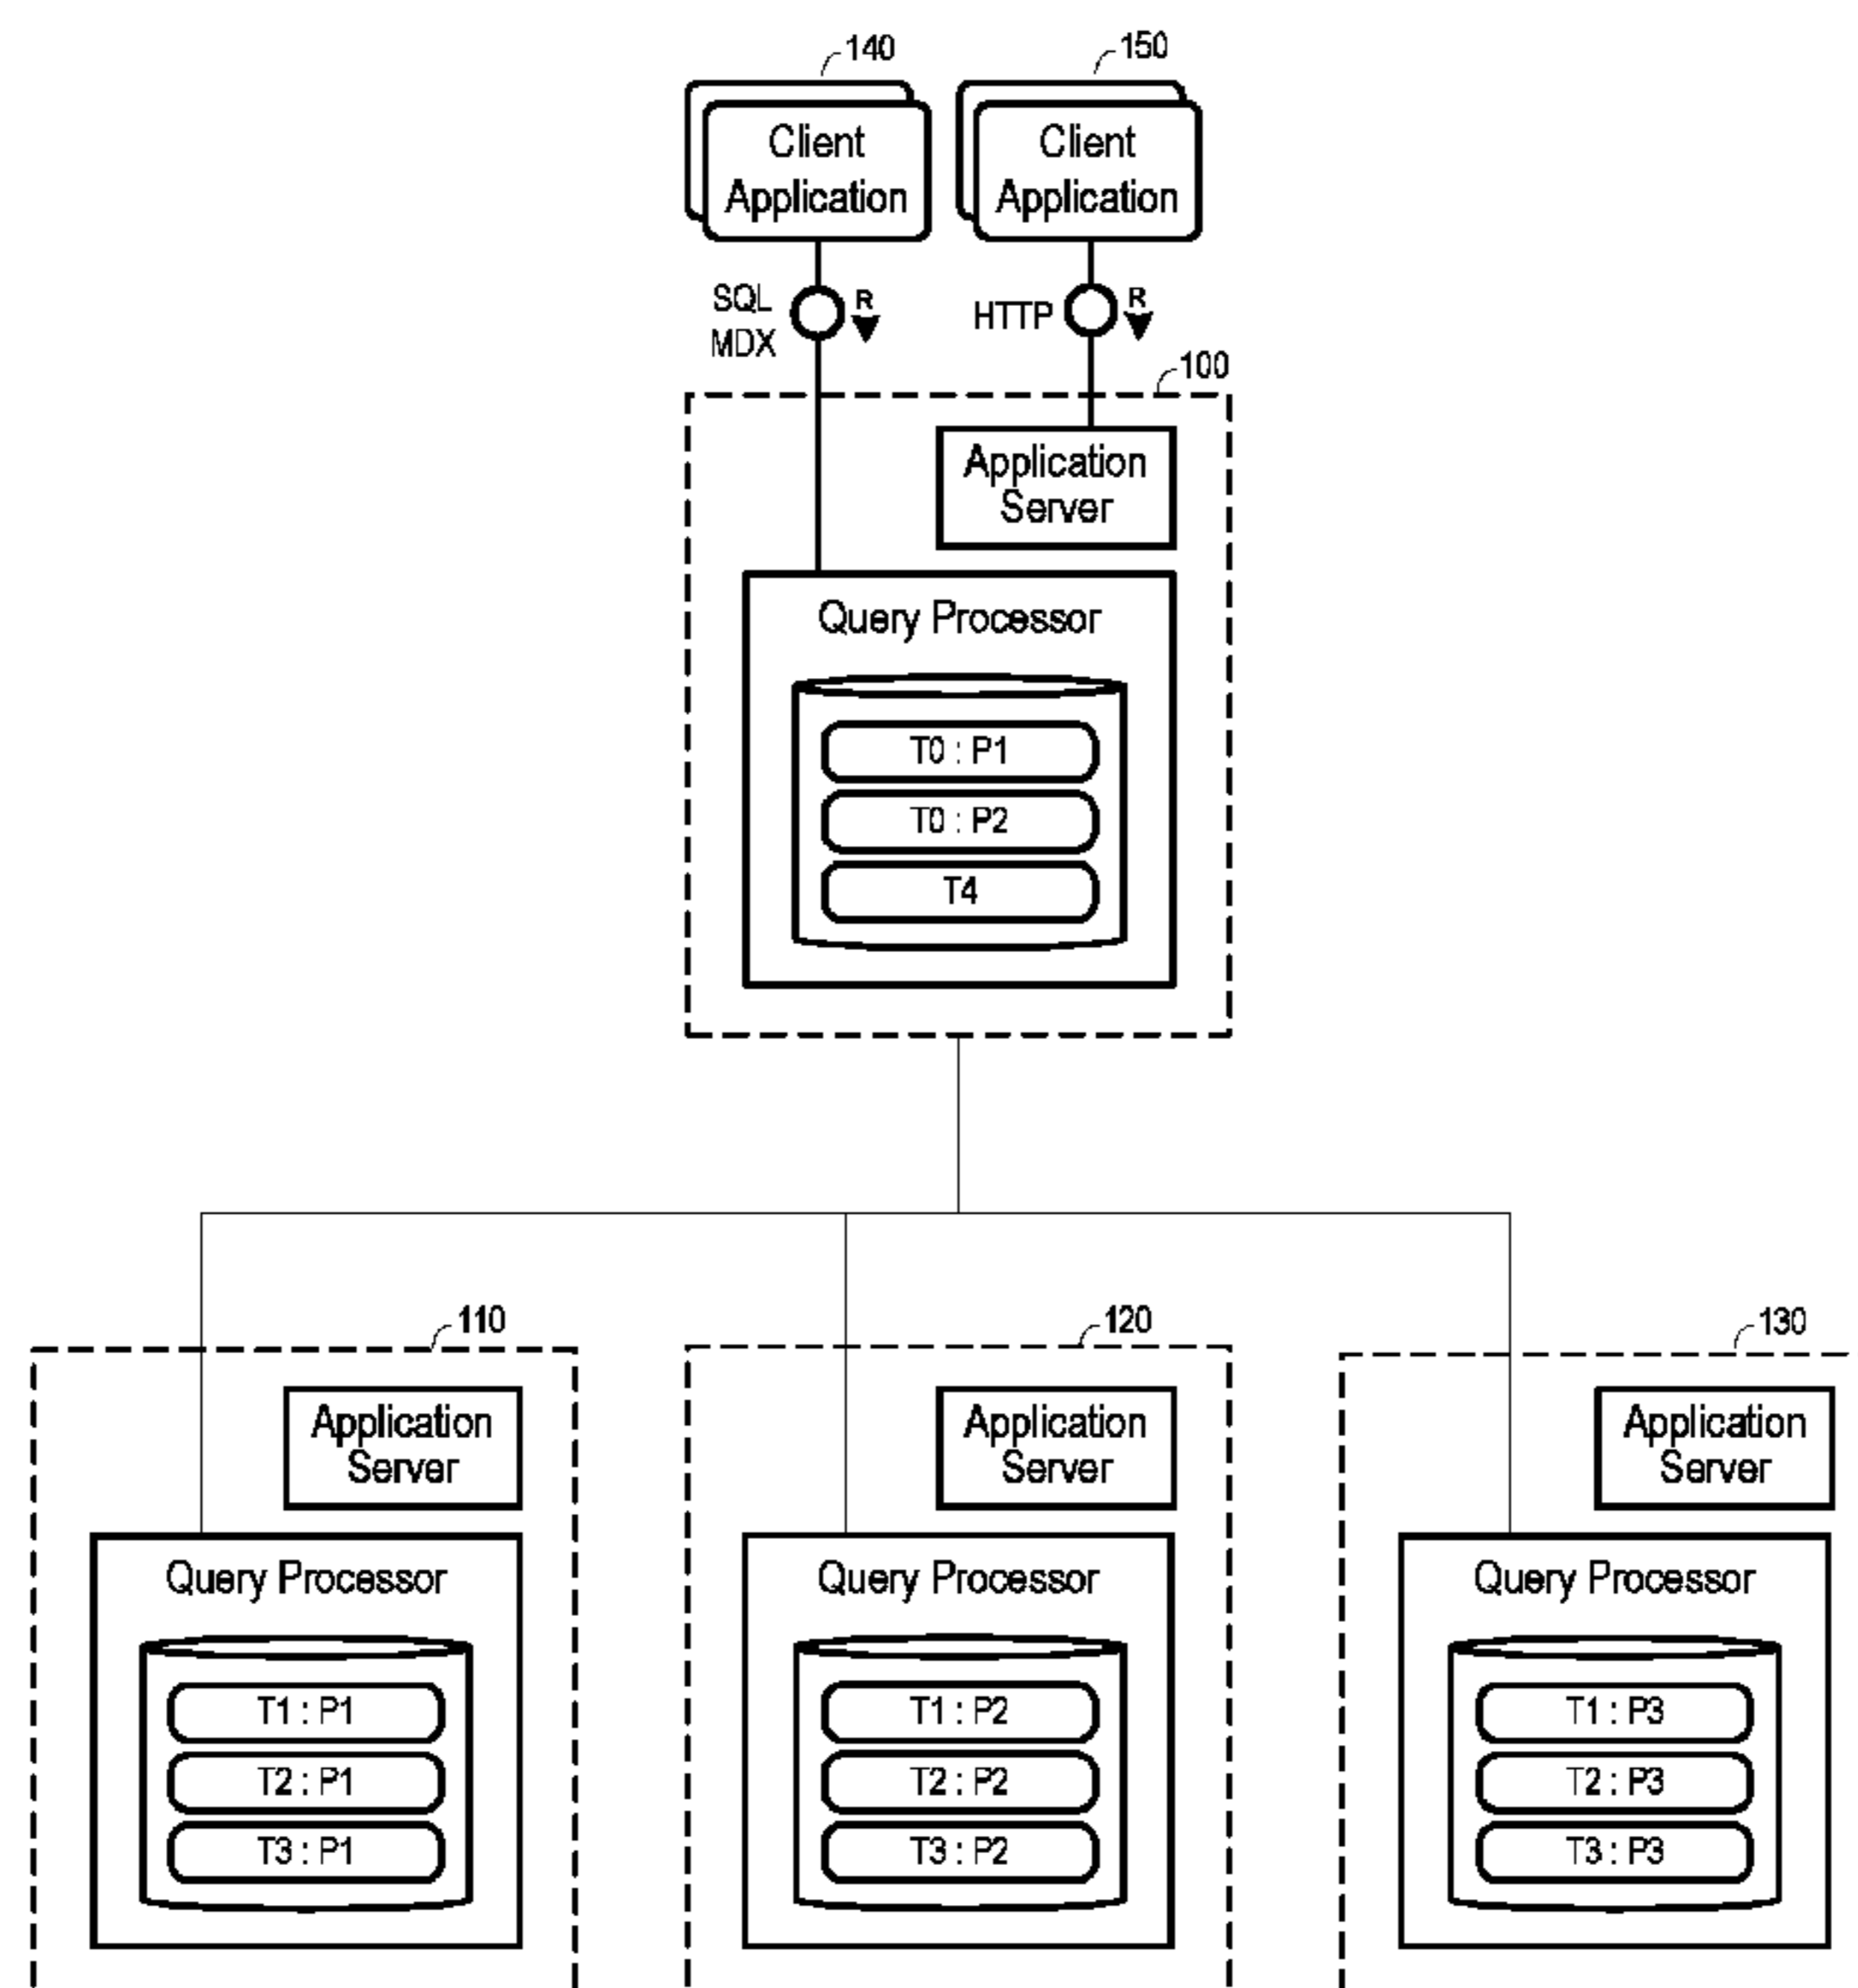 140
150
Client
Application
Client
Application
SQL
MDX
R
HTTP
R
100
Application
Server
Query Processor
T0 : P1
T0 : P2
T4
110
120
130
Application
Server
Application
Server
Application
Server
Query Processor
Query Processor
Query Processor
T1 : P1
T2 : P1
T3 : P1
T1 : P2
T2 : P2
T3 : P2
T1 : P3
T2 : P3
T3 : P3